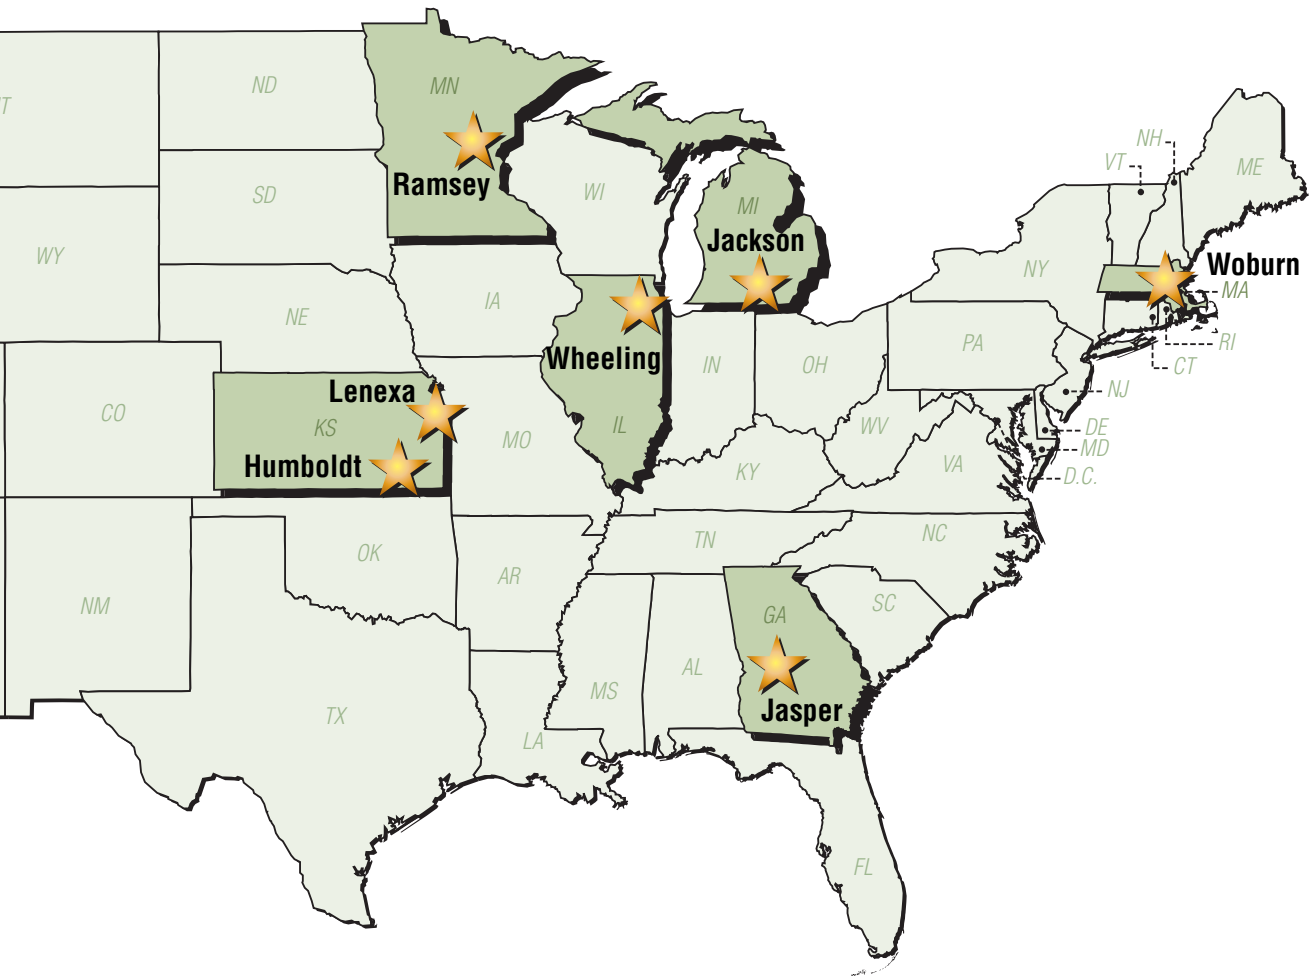 ND
MN
T
NH
VT
ME
Ramsey
SD
WI
MI
Jackson
WY
NY
Woburn
MA
IA
NE
Wheeling
PA
RI
IN
OH
CT
Lenexa
NJ
CO
KS
MO
IL
WV
DE
MD
Humboldt
KY
VA
D.C.
OK
TN
NC
AR
NM
GA
SC
AL
MS
Jasper
TX
LA
FL